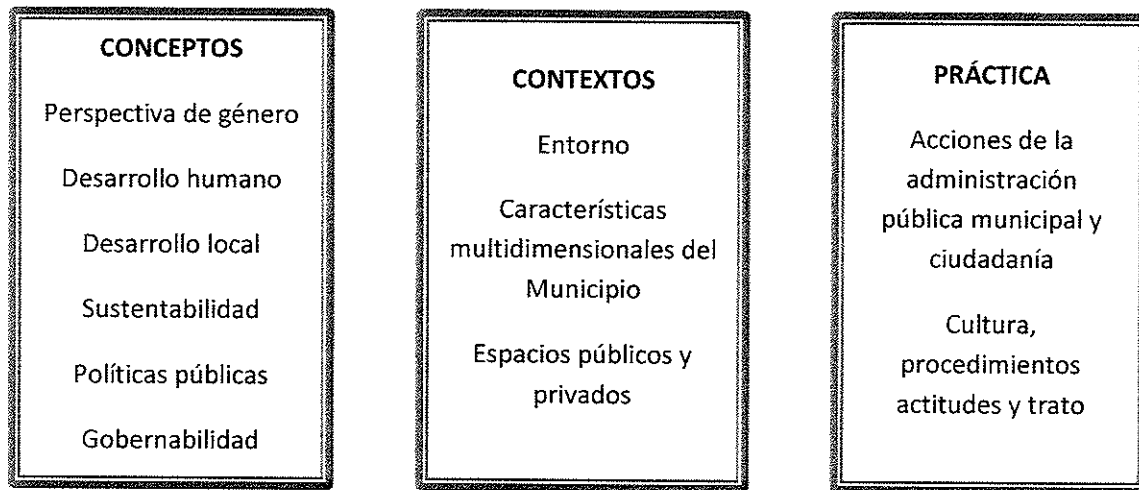 CONCEPTOS
Perspectiva de género
Desarrollo humano
Desarrollo local
Sustentabilidad
Políticas públicas
Gobernabilidad
CONTEXTOS
Entorno
Características
multidimensionales del
Municipio
Espacios públicos y
privados
PRÁCTICA
Acciones de la
administración
pública municipal y
ciudadanía
Cultura,
procedimientos
actitudes y trato